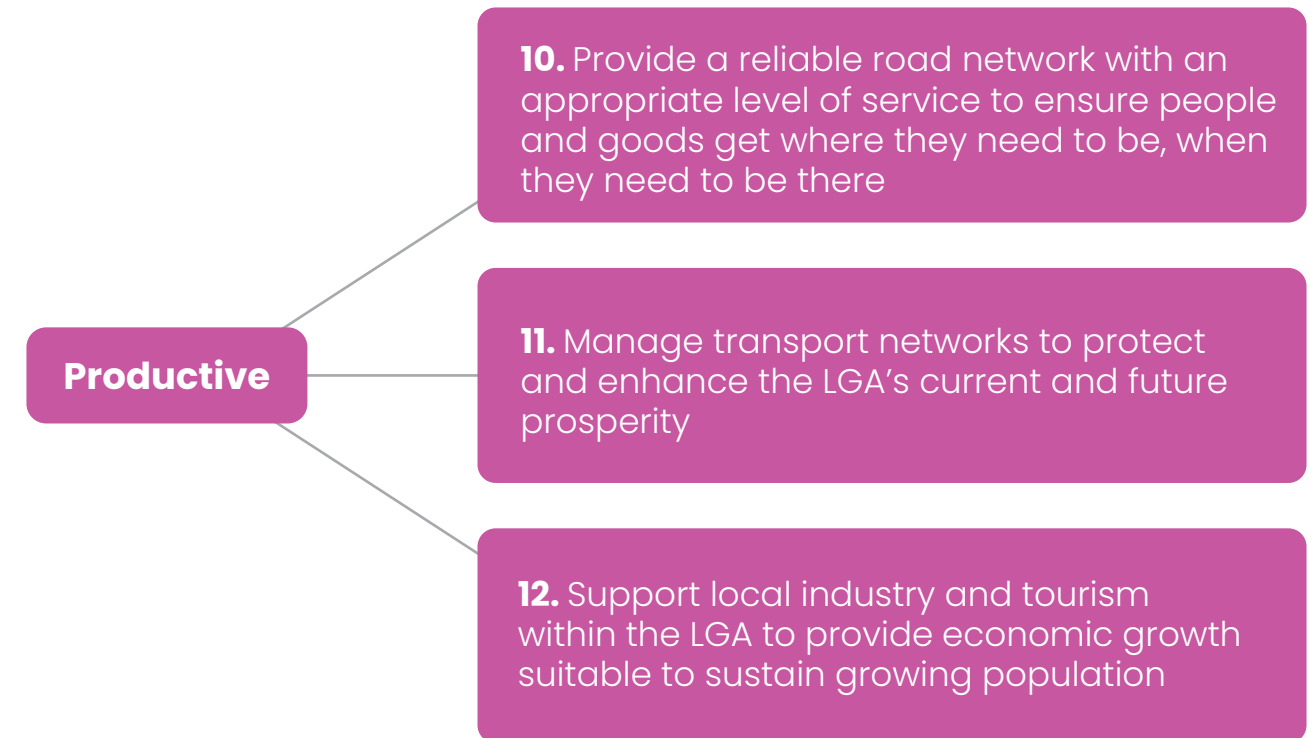 10. Provide a reliable road network with an
appropriate level of service to ensure people
and goods get where they need to be, when
they need to be there
Productive
11. Manage transport networks to protect
and enhance the LGA’s current and future
prosperity
12. Support local industry and tourism
within the LGA to provide economic growth
suitable to sustain growing population